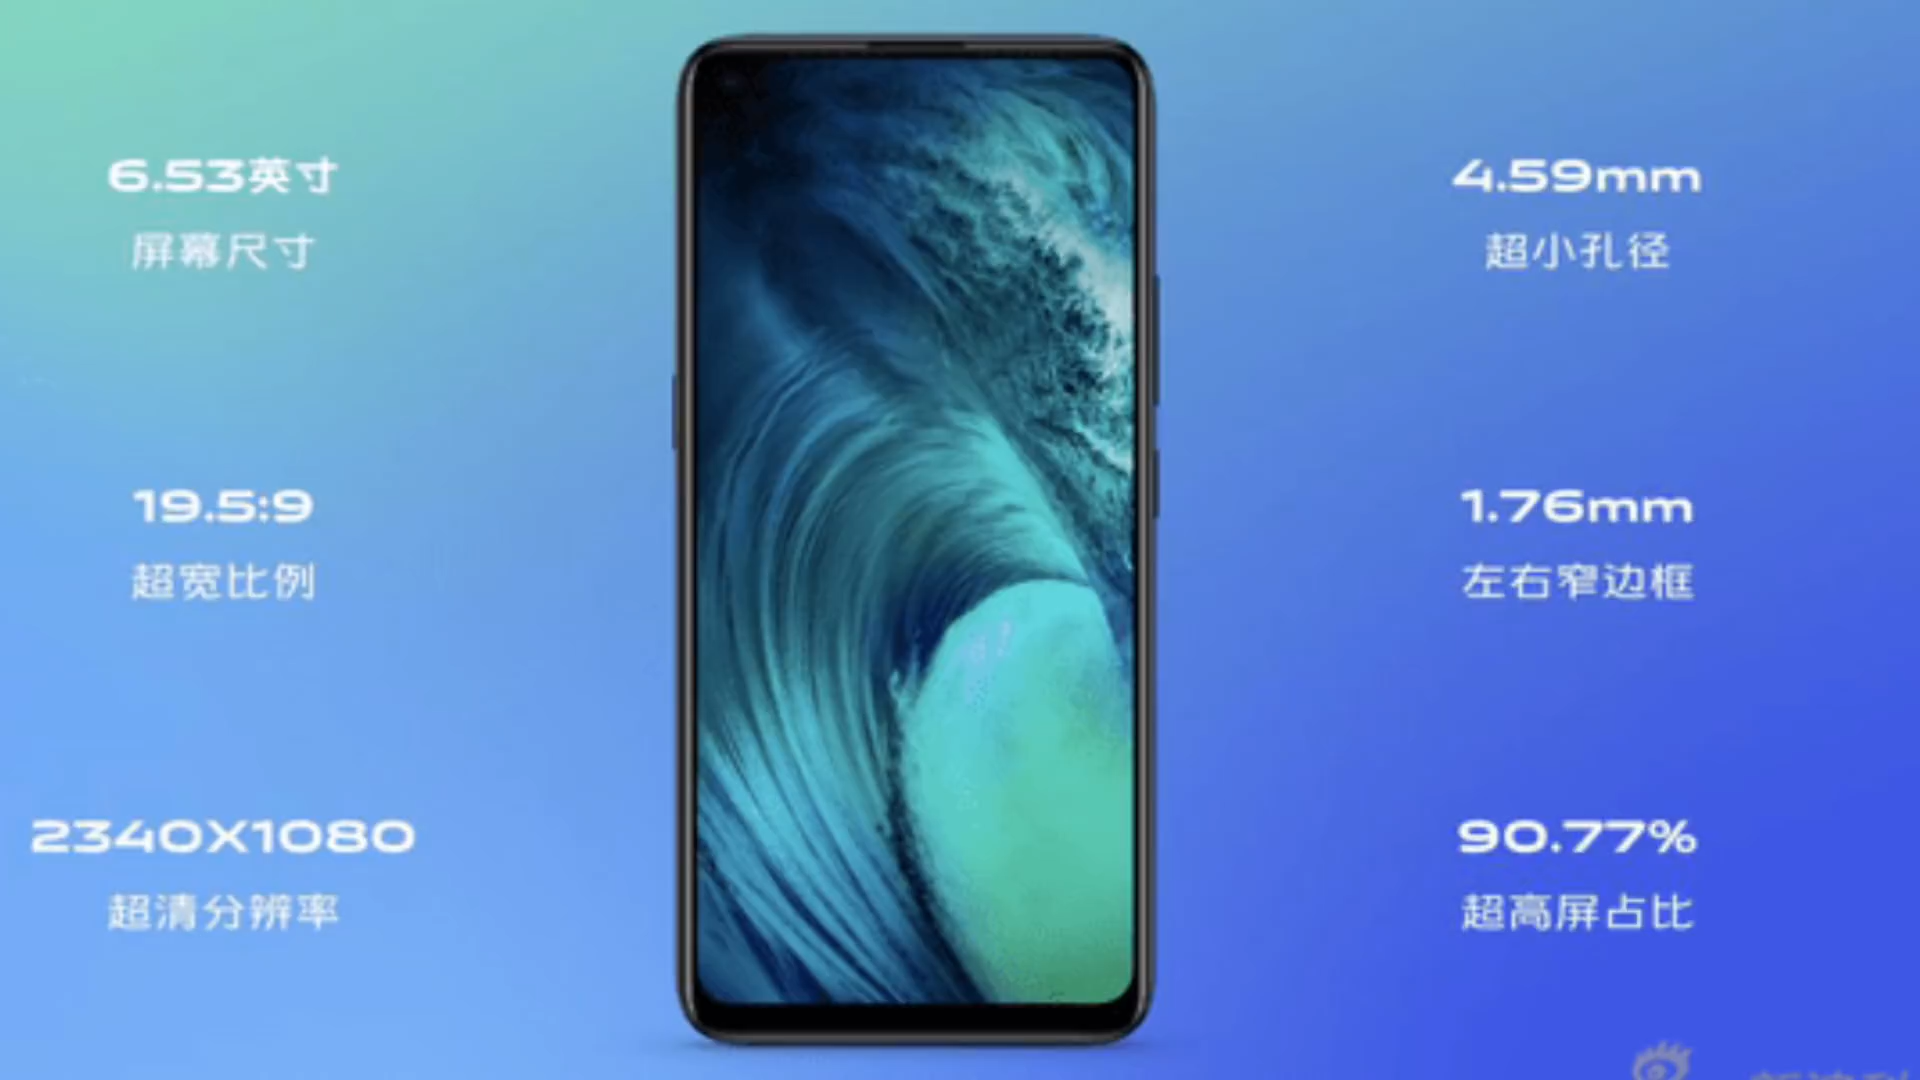 6.53英寸
屏幕尺寸
4.59mm
超小孔径
19.5:9
超宽比例
1.76mm
左右窄边框
2340X1080
超清分辨率
90.77%
超高屏占比